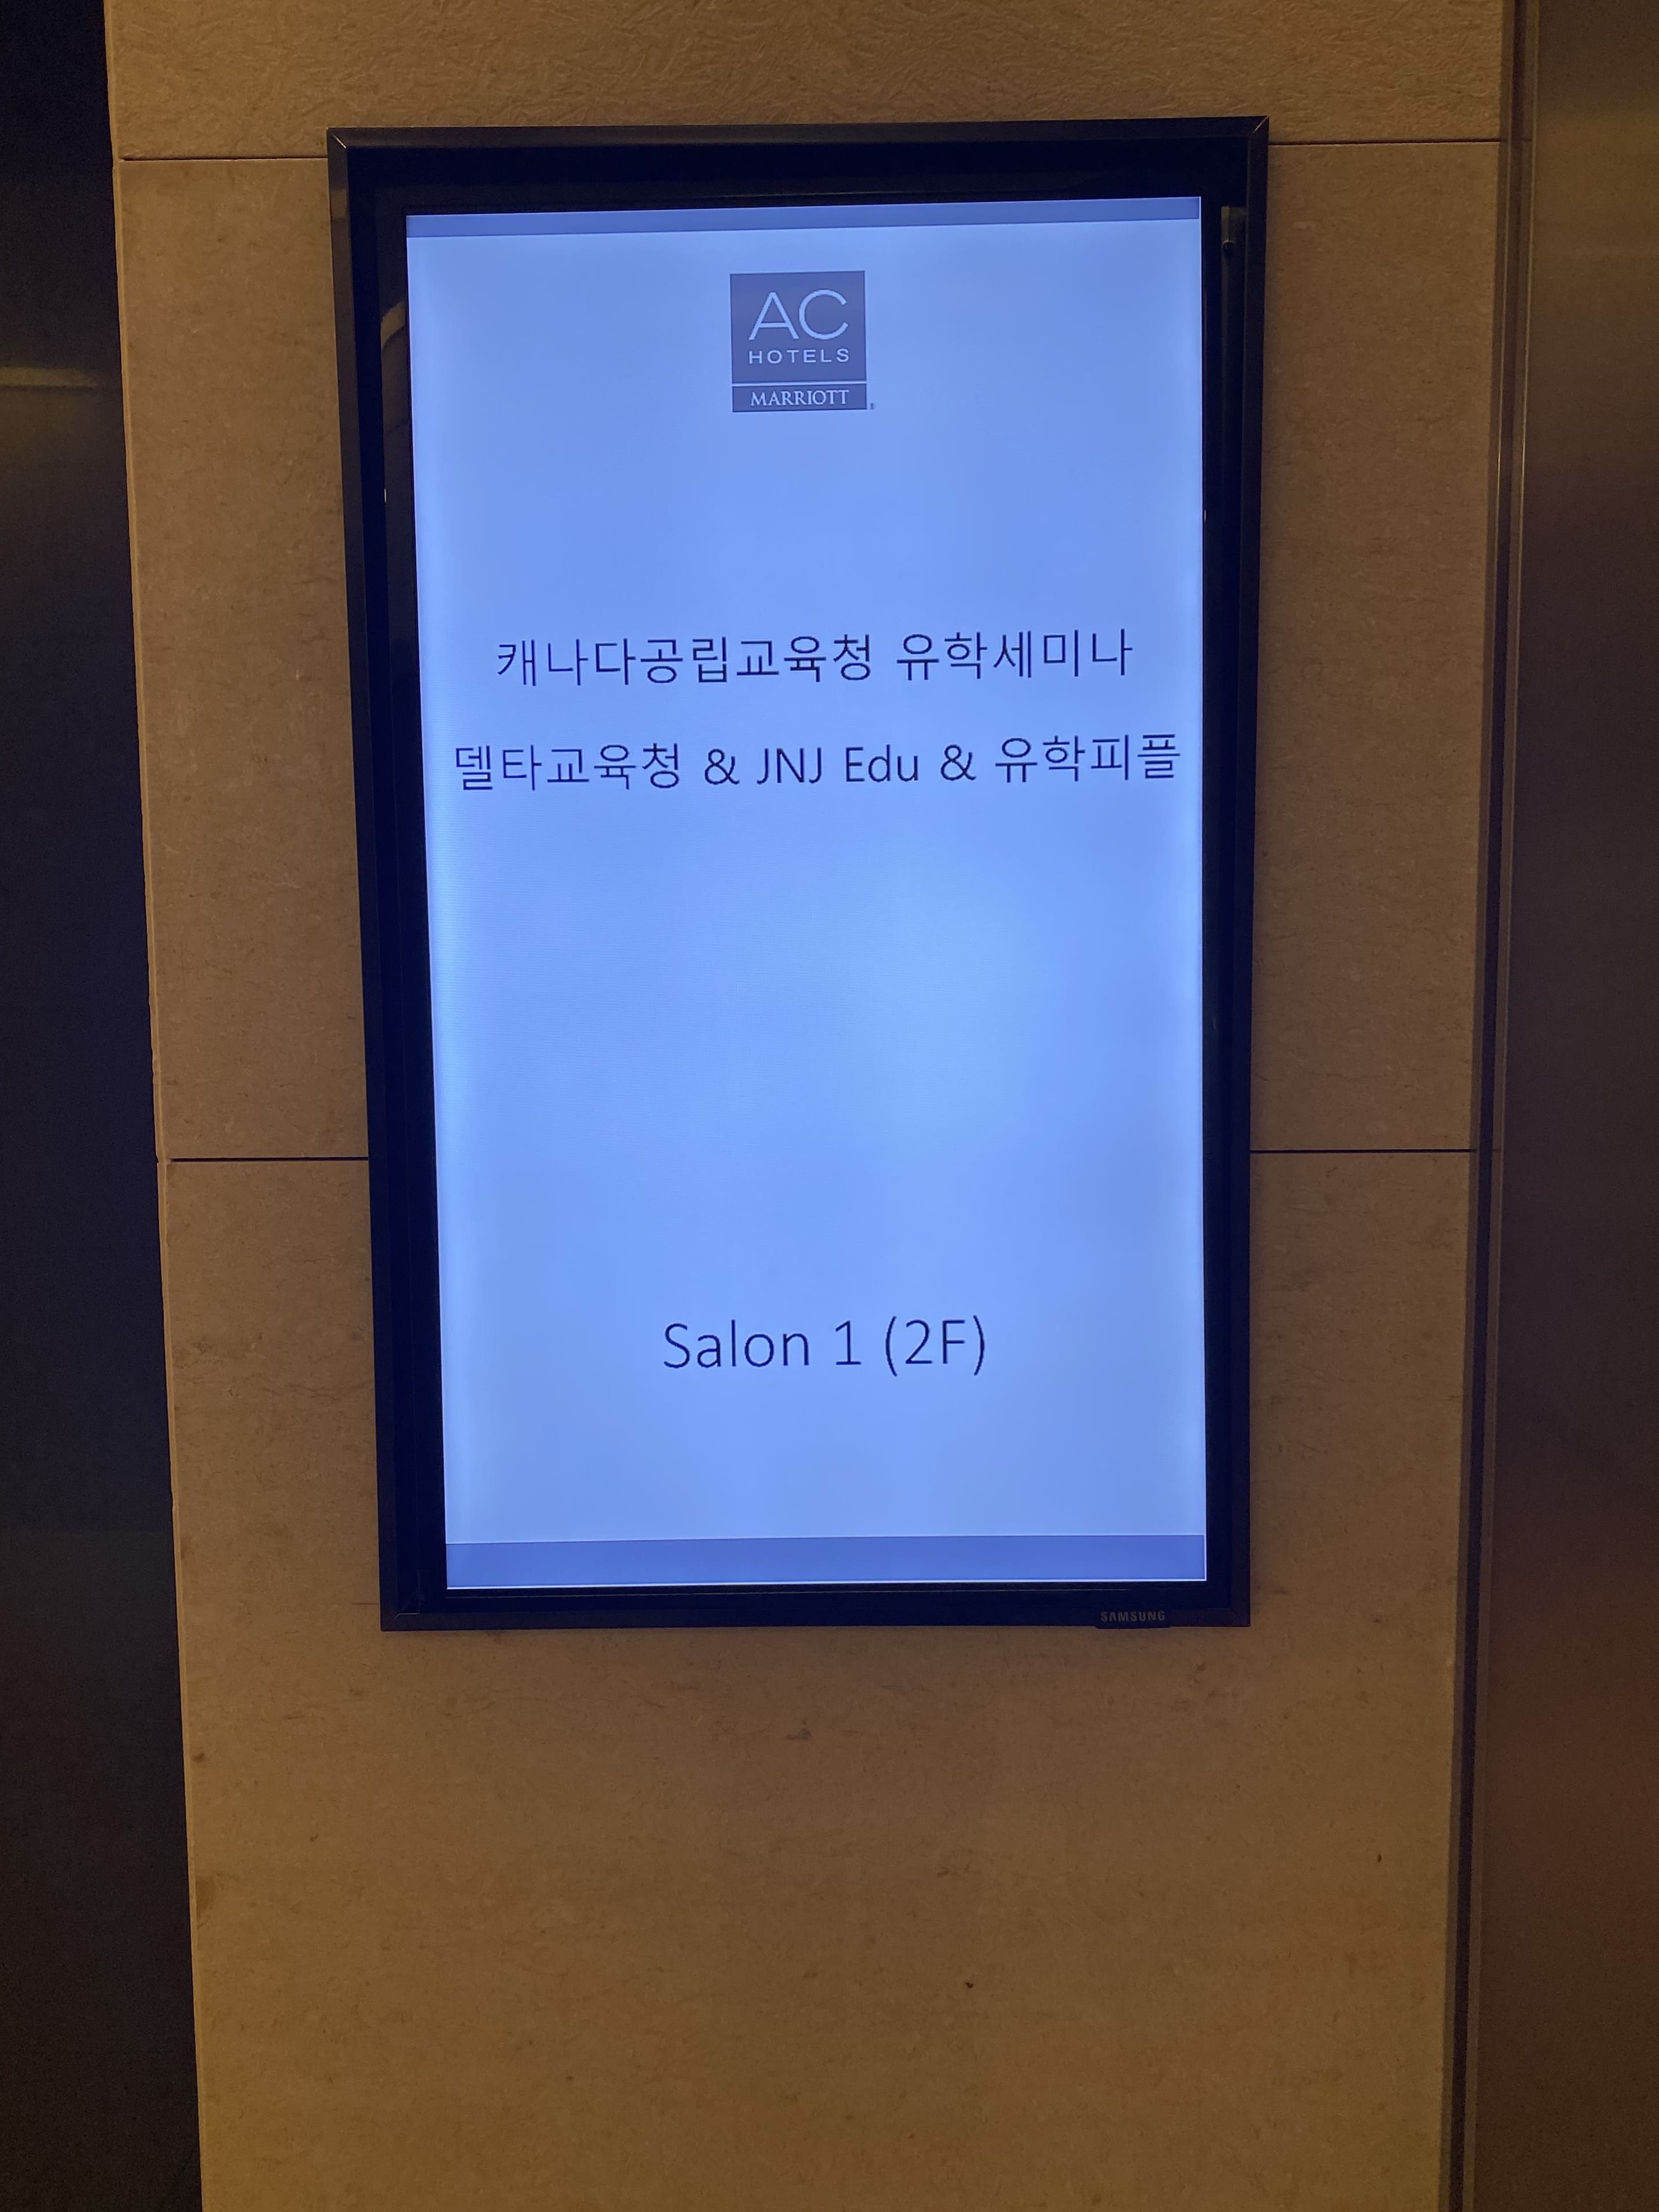 AC
HOTELS
MARRIOTT
캐나다공립교육청 유학세미나
델타교육청 & JNJ Edu & 유학피플
Salon 1 (2F)
SAMSUNG